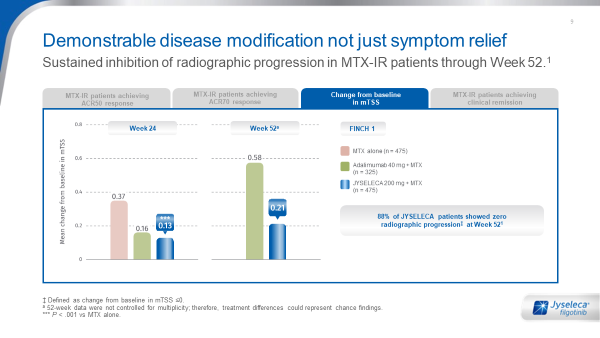 9
Demonstrable disease modification not just symptom relief
Sustainable inhibition of radiographic progression in MTX-IR patients through Week 52.1
MTX-IR patients achieving
ACR50 response
MTX-IR patients achieving
ACR70 response
Change from baseline
in mTSS
MTX-IR patients achieving
clinical remission
Mean change from baseline in mTSS
0.8
0.6
0.4
0.2
0
Week 24
0.37
0.16
***
0.13
Week 52ª
0.58
0.21
FINCH 1
MTX alone (n = 475)
Adalimumab 40 mg + MTX
(n = 325)
JYSELECA 200 mg + MTX
(n = 475)
88% of JYSELECA patients showed zero
radiographic progression‡ at Week 52¹
‡ Defined as change from baseline in mTSS ≤0.
ª 52-week data were not controlled for multiplicity; therefore, treatment differences could represent chance findings.
*** P < .001 vs MTX alone.
Jyseleca®
filgotinib